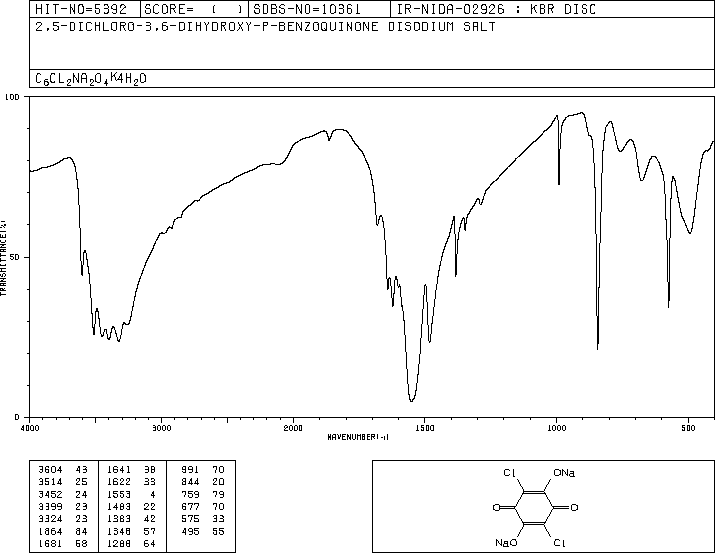 HIT-NO=5392 SCORE= ( ) SDBS-NO=10361 IR-NIDA-02926 : KBR DISC
2,5-DICHLORO-3,6-DIHYDROXY-P-BENZOQUINONE DISODIUM SALT
C6CL2NA2O4K4H2O
100
50
0
TRANSMITTANCE(%)
4000 3000 2000 1500 1000 500
WAVENUMBER(-1)
3604 43 1641 38 991 70
3514 25 1622 33 844 20
3452 24 1553 4 759 79
3399 23 1483 22 677 70
3324 23 1383 42 575 33
1864 84 1348 57 495 55
1681 58 1288 64
Cl ONa
O O
NaO Cl